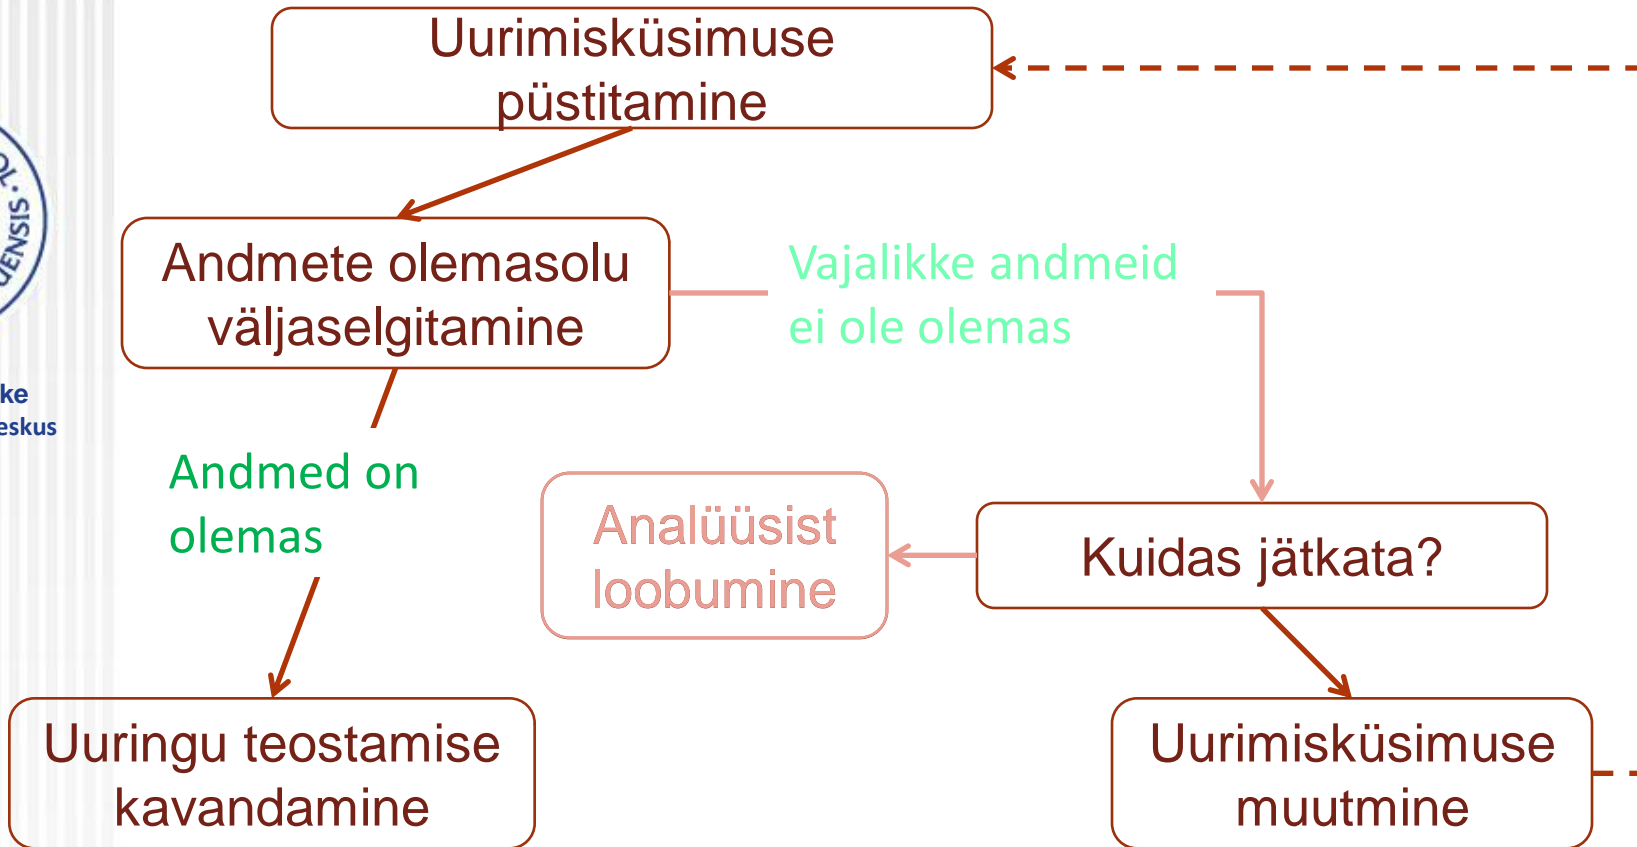 Uurimisküsimuse
püstitamine
Andmete olemasolu
väljaselgitamine
Vajalikke andmeid
ei ole olemas
Andmed on
olemas
Analüüsist
loobumine
Kuidas jätkata?
Uuringu teostamise
kavandamine
Uurimisküsimuse
muutmine